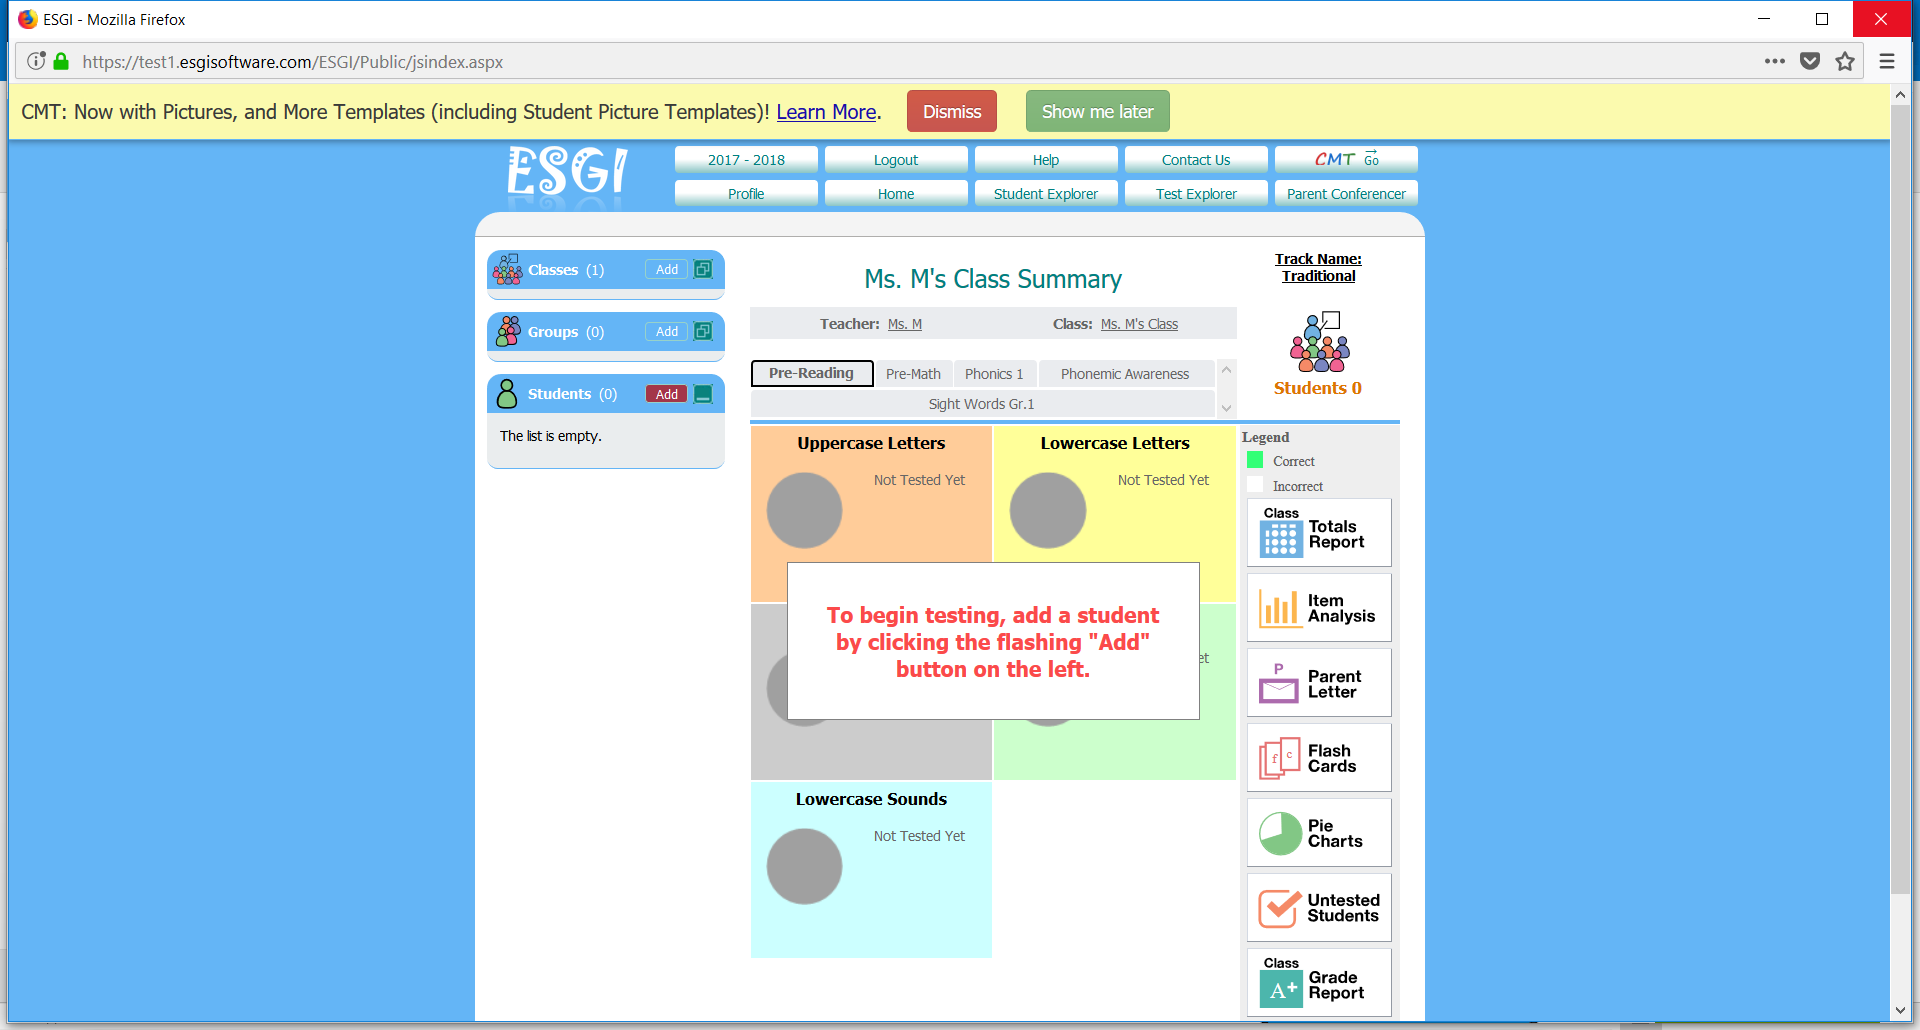 ESGI - Mozilla Firefox
https://test1.esgisoftware.com/ESGI/Public/jsindex.aspx
CMT: Now with Pictures, and More Templates (including Student Picture Templates)! Learn More. Dismiss Show me later
ESGI
2017 - 2018 Logout Help Contact Us CMT Go
Profile Home Student Explorer Test Explorer Parent Conferencer
Classes (1) Add
Groups (0) Add
Students (0) Add
The list is empty.
Ms. M's Class Summary
Teacher: Ms. M Class: Ms. M's Class
Pre-Reading Pre-Math Phonics 1 Phonemic Awareness
Sight Words Gr.1
Track Name:
Traditional
Students 0
Uppercase Letters
Not Tested Yet
Lowercase Letters
Not Tested Yet
To begin testing, add a student
by clicking the flashing "Add"
button on the left.
et
Lowercase Sounds
Not Tested Yet
Legend
Correct
Incorrect
Class
Totals
Report
Item
Analysis
P
Parent
Letter
f c
Flash
Cards
Pie
Charts
Untested
Students
Class
A+
Grade
Report